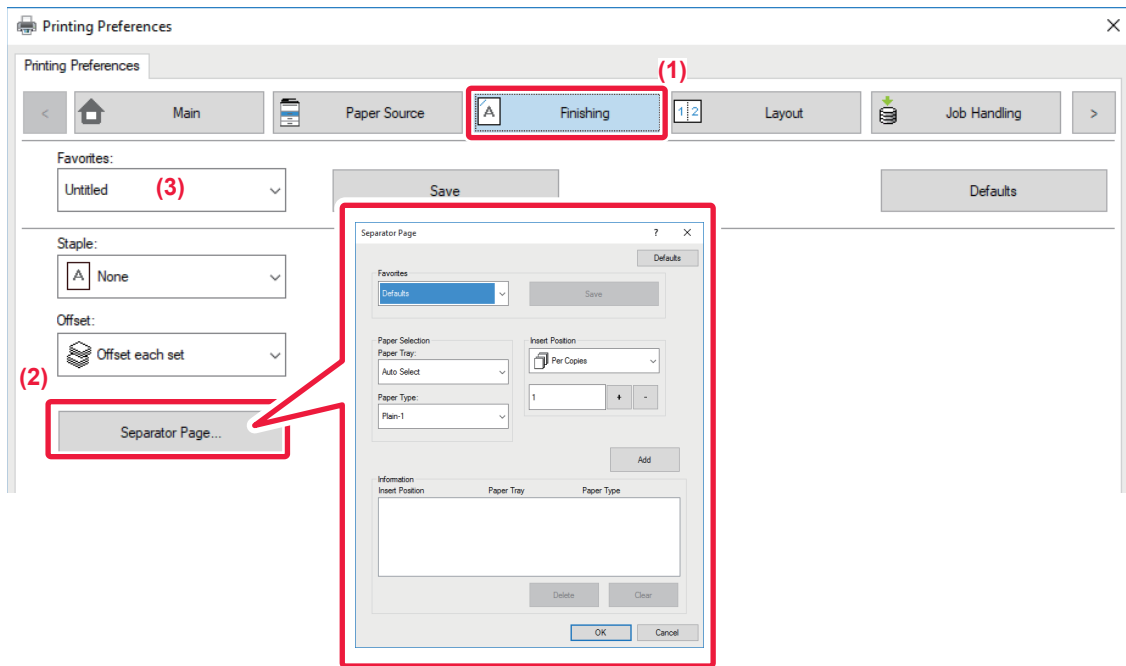 Printing Preferences
Printing Preferences
(1)
< Main Paper Source A Finishing 1 2 Layout Job Handling >
Favorites:
Untitled (3) Save Defaults
Staple:
A None
Offset:
Offset each set
(2)
Separator Page...
Separator Page ?
Defaults
Favorites
Defaults Save
Paper Selection Insert Position
Paper Tray:
Auto Select Per Copies
Paper Type: 1 + -
Plain-1
Add
Information
Insert Position Paper Tray Paper Type
Delete Clear
OK Cancel